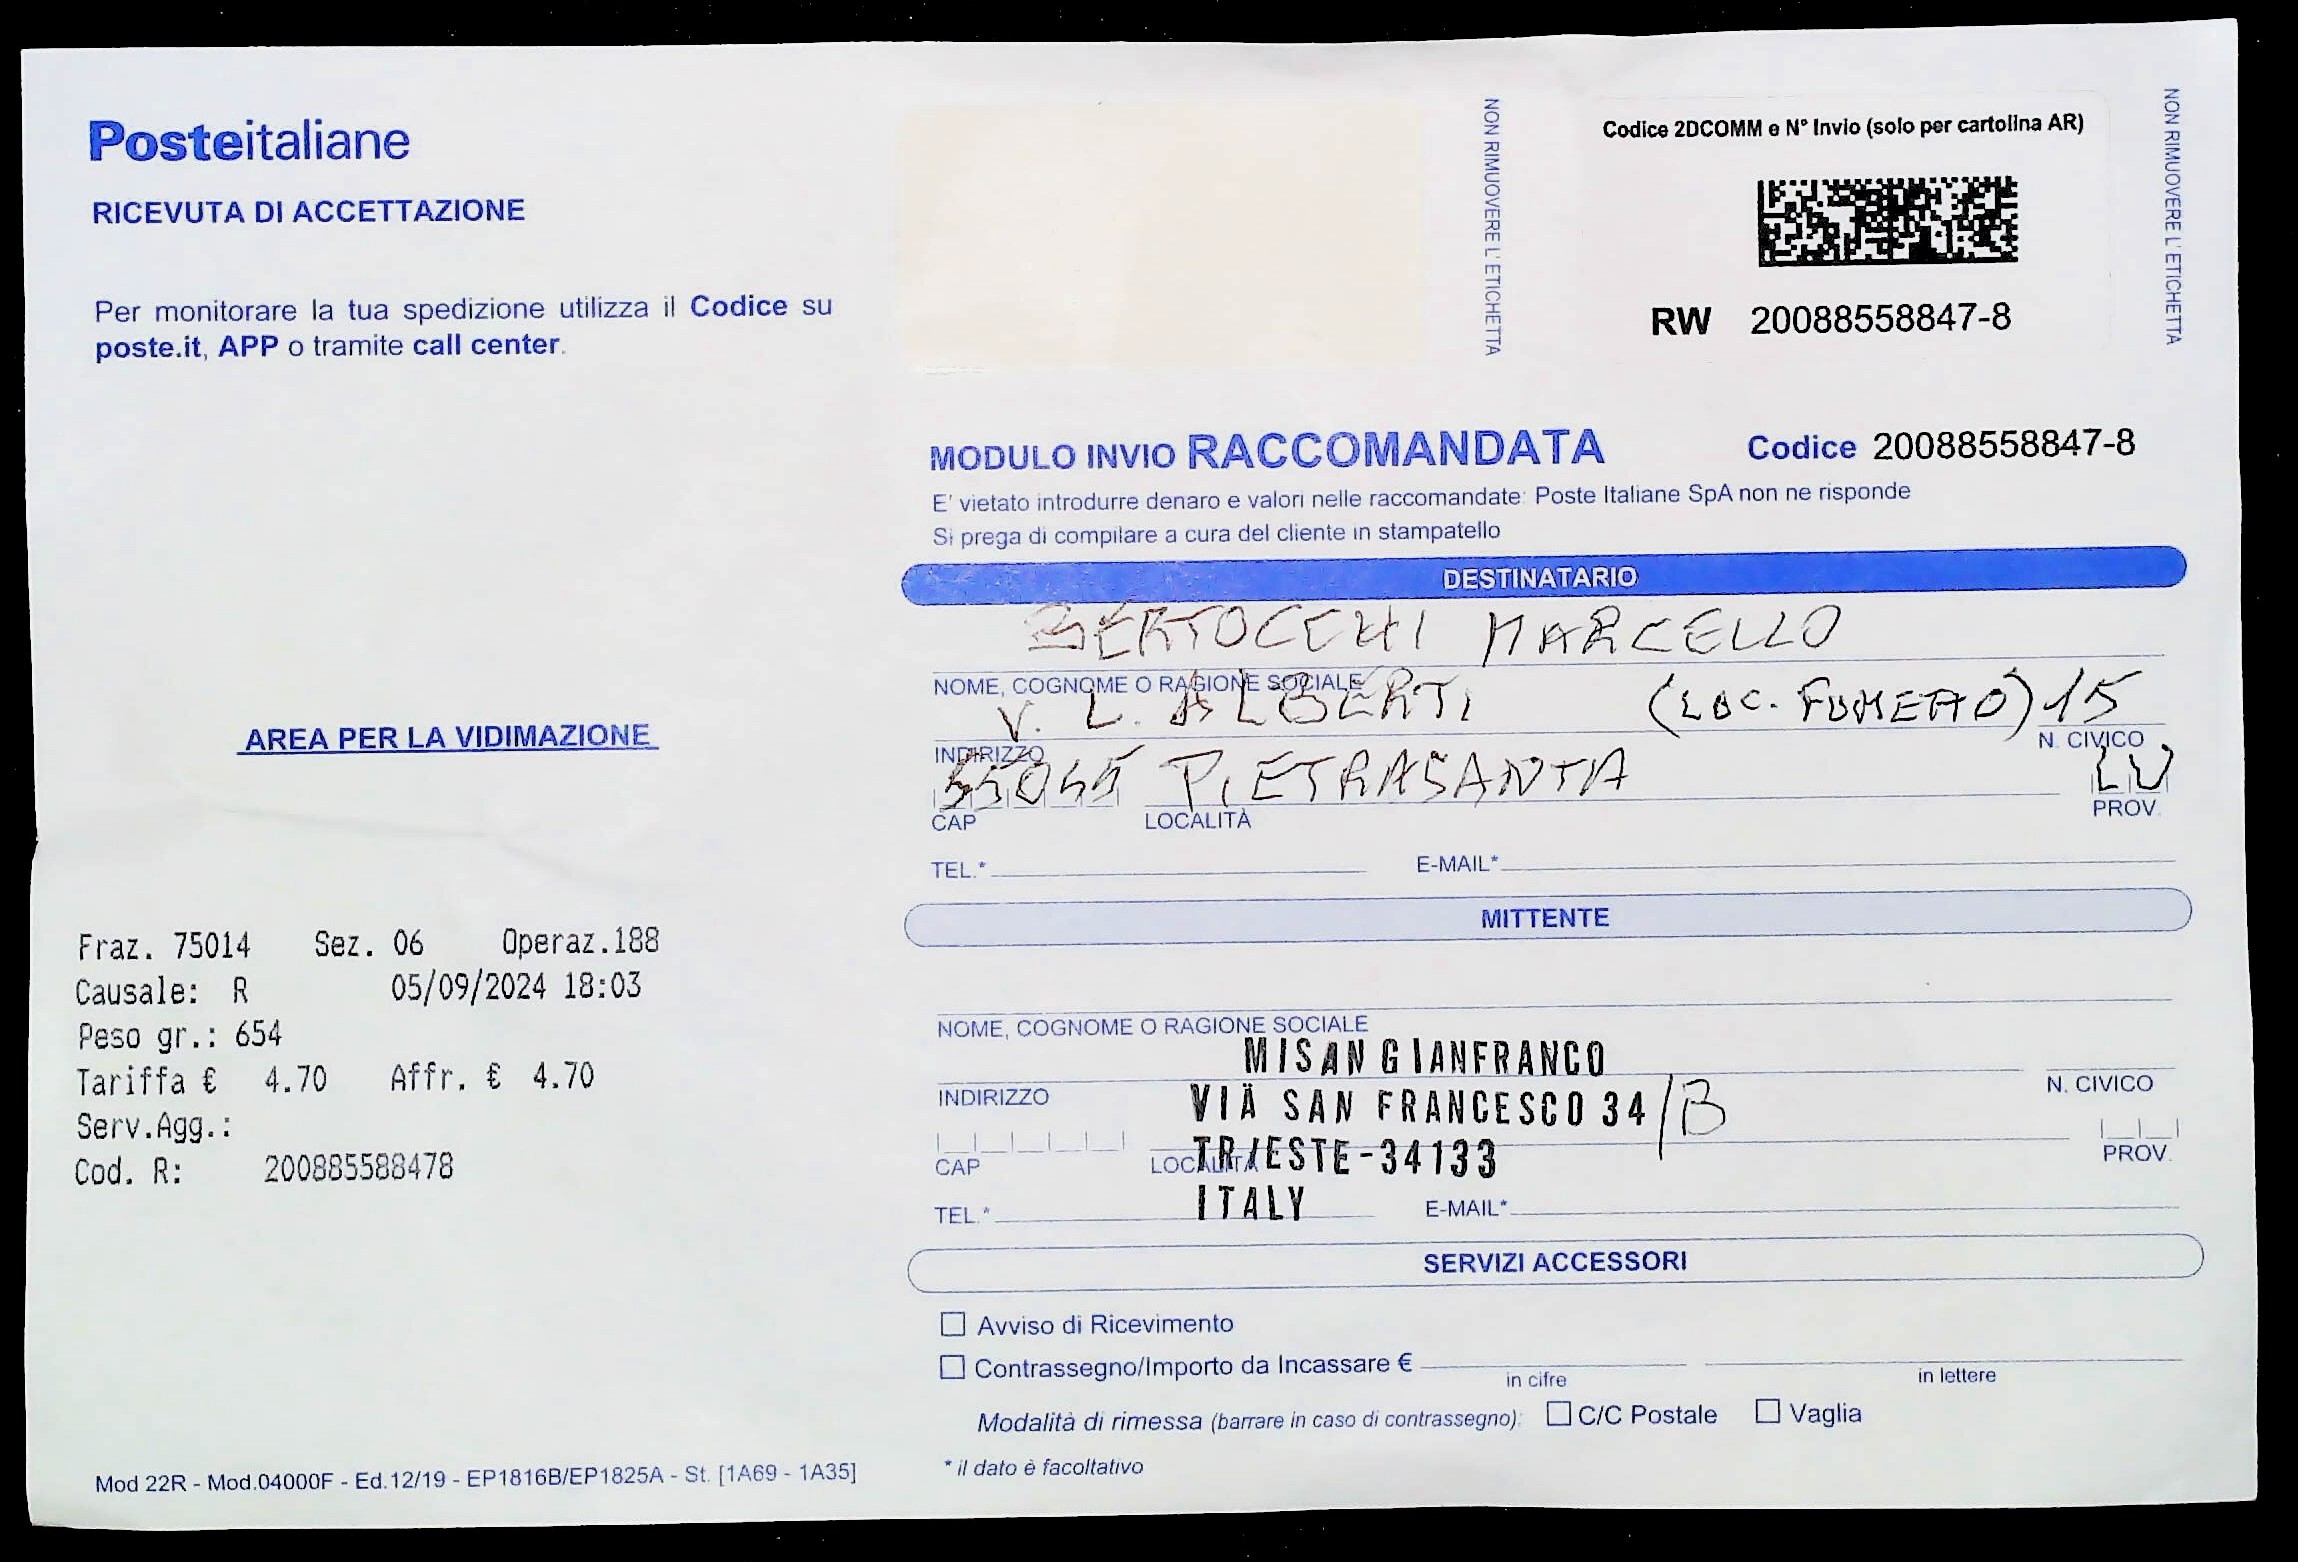 Posteitaliane
RICEVUTA DI ACCETTAZIONE
Per monitorare la tua spedizione utilizza il Codice su
poste.it, APP o tramite call center.
AREA PER LA VIDIMAZIONE
Fraz. 75014 Sez. 06 Operaz.188
Causale: R 05/09/2024 18:03
Peso gr.: 654
Tariffa € 4.70 Affr. € 4.70
Serv.Agg.:
Cod. R: 200885588478
Mod 22R - Mod.04000F - Ed.12/19 - EP1816B/EP1825A - St. [1A69 - 1A35]
NON RIMUOVERE L'ETICHETTA
Codice 2DCOMM e N° Invio (solo per cartolina AR)
RW 20088558847-8
NON RIMUOVERE L'ETICHETTA
MODULO INVIO RACCOMANDATA Codice 20088558847-8
E' vietato introdurre denaro e valori nelle raccomandate: Poste Italiane SpA non ne risponde
Si prega di compilare a cura del cliente in stampatello
DESTINATARIO
BERTOCCHI MARCELLO
NOME, COGNOME O RAGIONE SOCIALE
V. L. ALBERTI (LOC. FUMETTO) 15
INDIRIZZO N. CIVICO
55045 PIETRASANTA LU
CAP LOCALITÀ PROV.
TEL.* E-MAIL*
MITTENTE
NOME, COGNOME O RAGIONE SOCIALE
MISAN GIANFRANCO
INDIRIZZO N. CIVICO
VIA SAN FRANCESCO 34/B
TRIESTE-34133
CAP LOCALITÀ PROV.
ITALY
TEL.* E-MAIL*
SERVIZI ACCESSORI
Avviso di Ricevimento
Contrassegno/Importo da Incassare €
in cifre in lettere
Modalità di rimessa (barrare in caso di contrassegno): C/C Postale Vaglia
* il dato è facoltativo